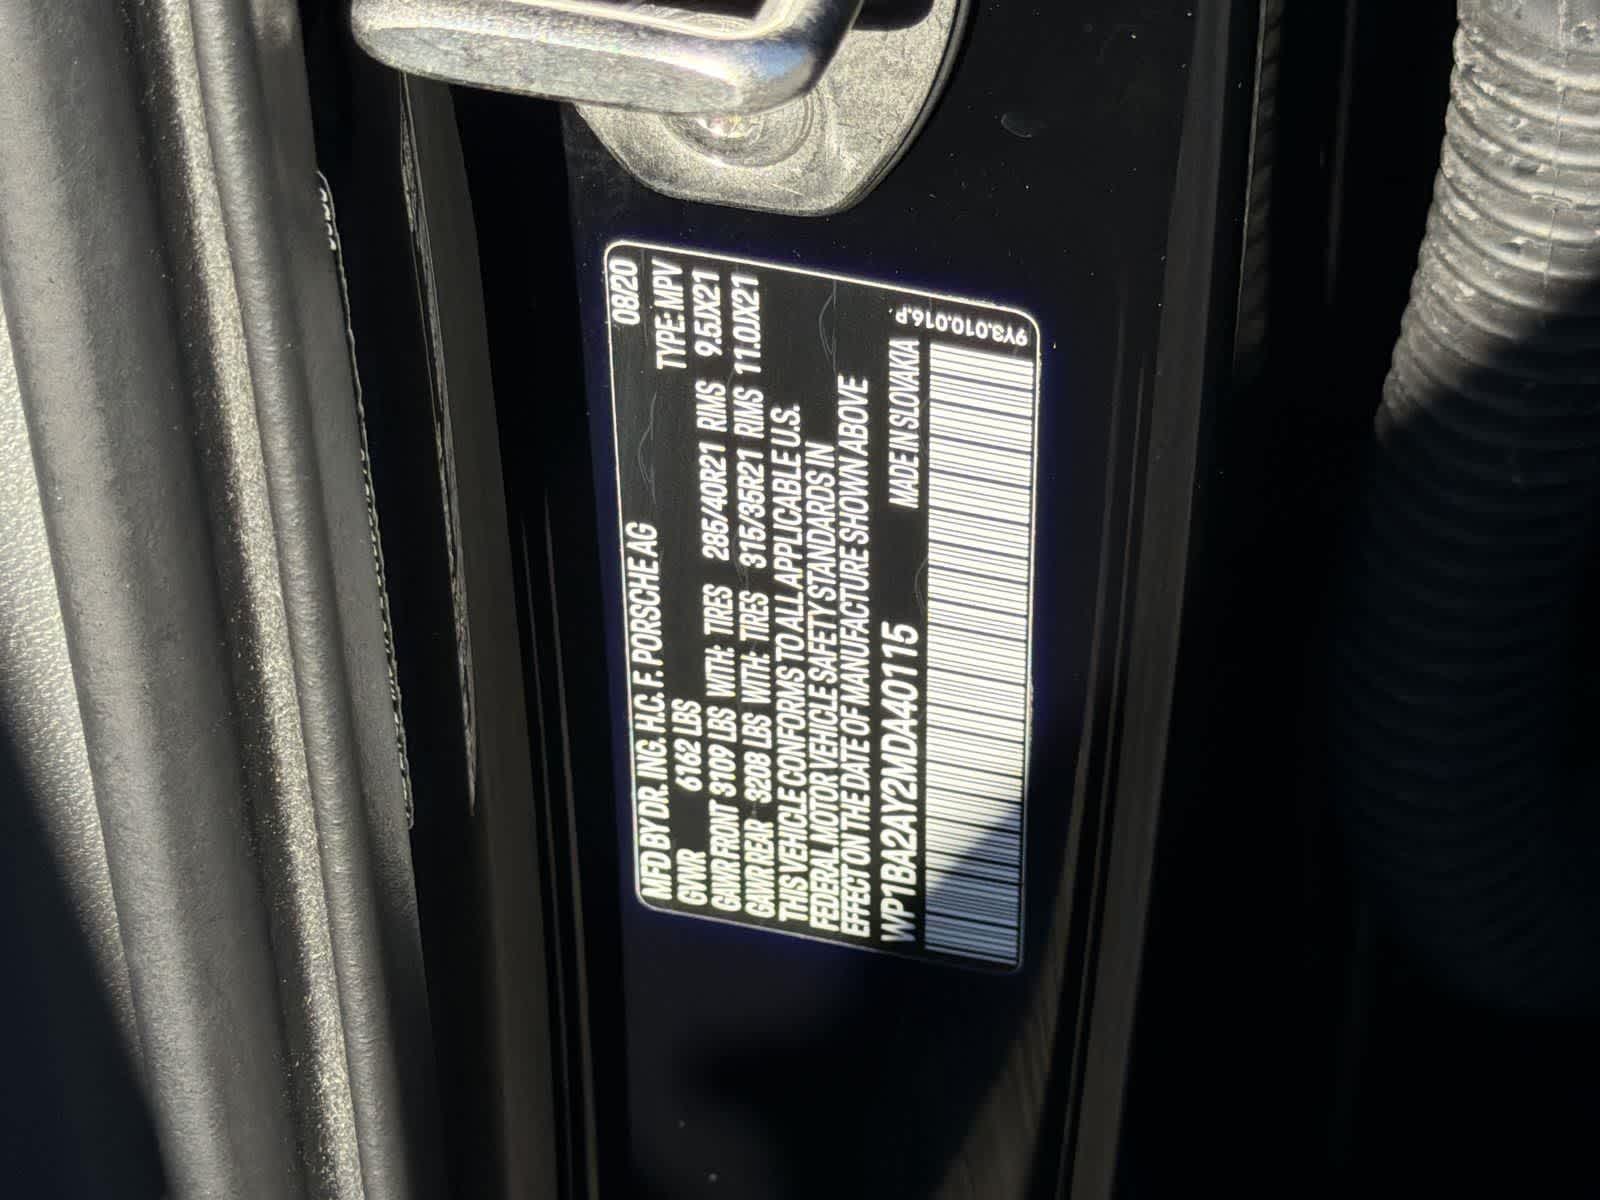 MFD BY DR. ING. H.C. F. PORSCHE AG 08/20
GWR 6162 LBS TYPE: MPV
GAWR FRONT 3109 LBS WITH: TIRES 285/40R21 RIMS 9.5JX21
GAWR REAR 3208 LBS WITH: TIRES 315/35R21 RIMS 11.0JX21
THIS VEHICLE CONFORMS TO ALL APPLICABLE U.S.
FEDERAL MOTOR VEHICLE SAFETY STANDARDS IN
EFFECT ON THE DATE OF MANUFACTURE SHOWN ABOVE
WP1BA2AY2MDA40115 MADE IN SLOVAKIA
9Y3.010.016.P